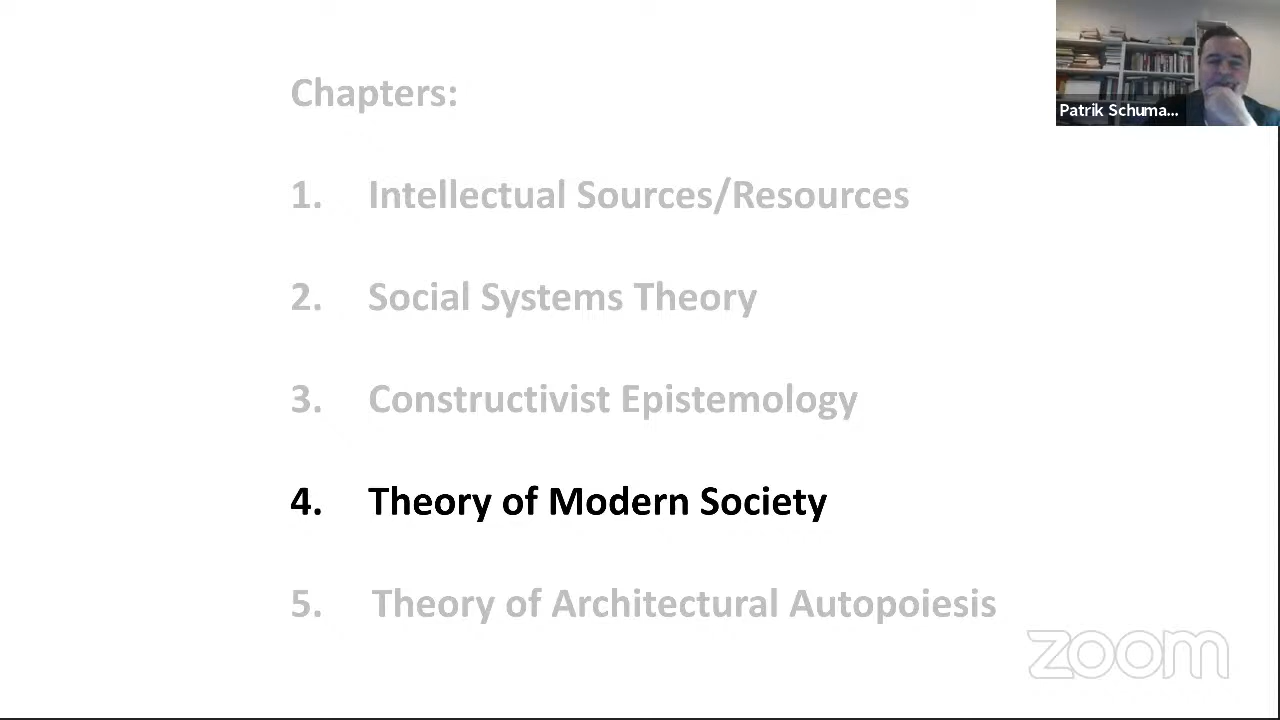 Patrik Schuma...
Chapters:
1. Intellectual Sources/Resources
2. Social Systems Theory
3. Constructivist Epistemology
4. Theory of Modern Society
5. Theory of Architectural Autopoiesis
zoom